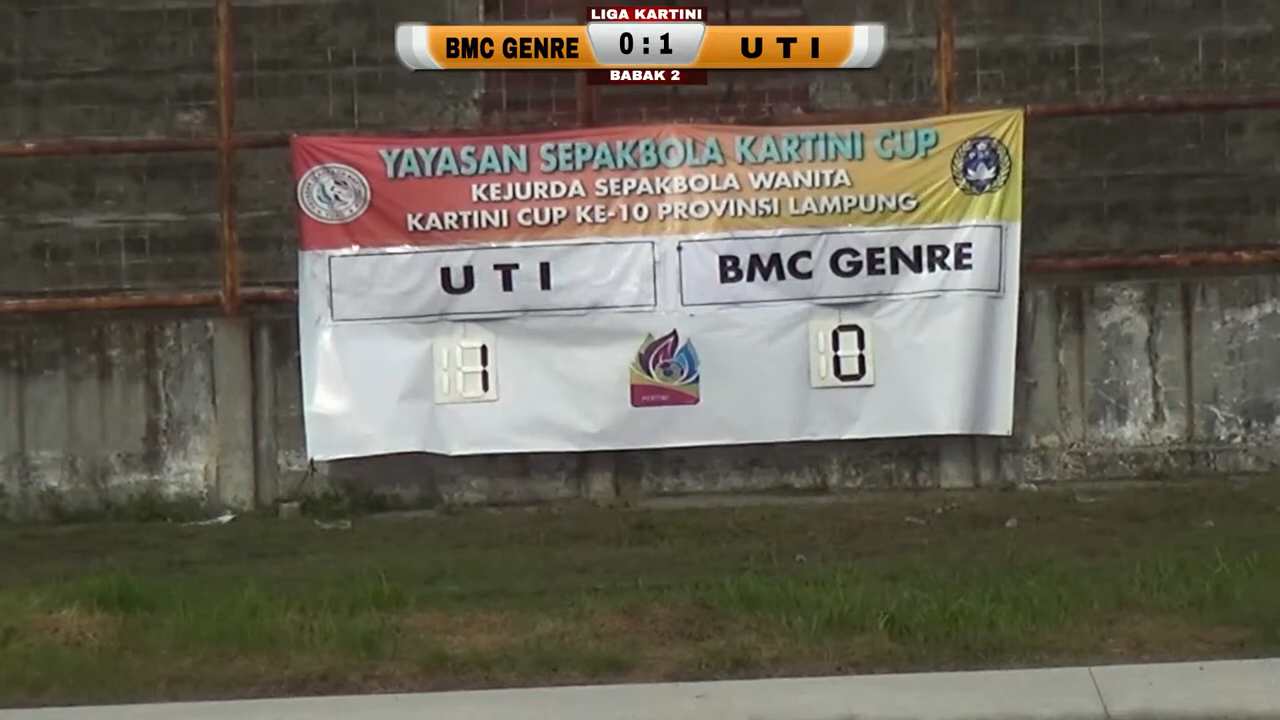 LIGA KARTINI
BMC GENRE 0 : 1 U T I
BABAK 2
YAYASAN SEPAKBOLA KARTINI CUP
KEJURDA SEPAKBOLA WANITA
KARTINI CUP KE-10 PROVINSI LAMPUNG
U T I BMC GENRE
1 0
PERTIWI